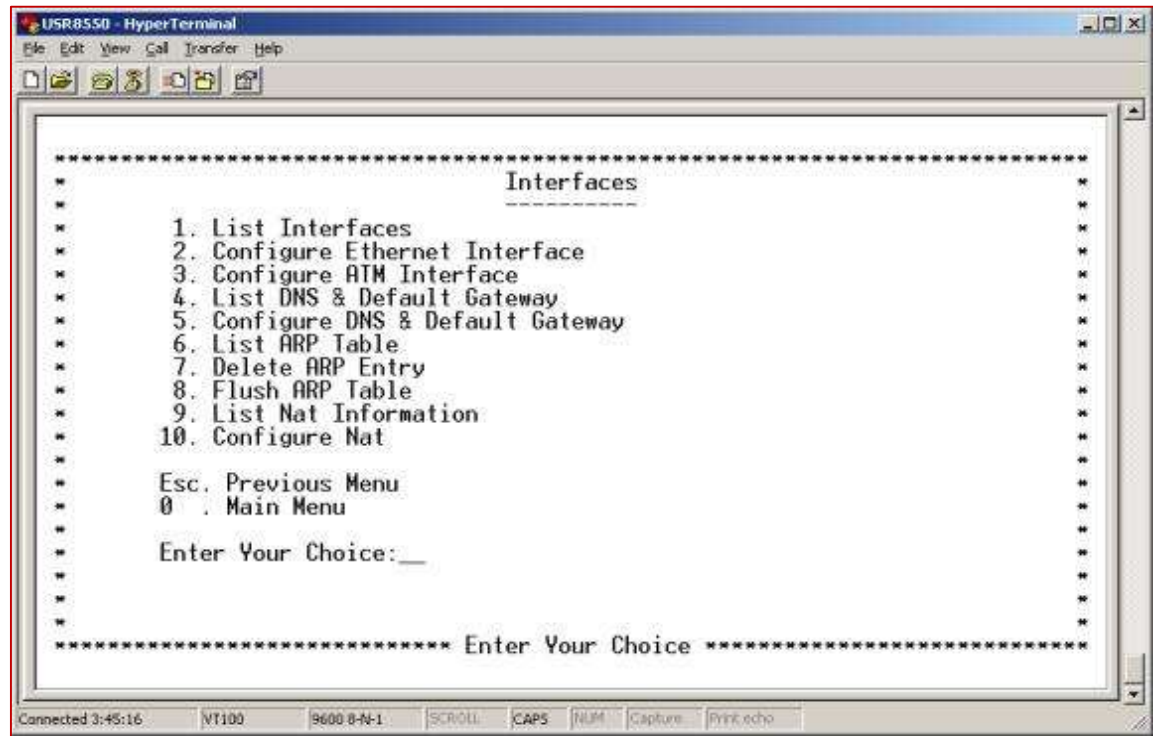 USR8550 - HyperTerminal
File Edit View Call Transfer Help
********************************************************************************
* Interfaces *
* ---------- *
* 1. List Interfaces *
* 2. Configure Ethernet Interface *
* 3. Configure ATM Interface *
* 4. List DNS & Default Gateway *
* 5. Configure DNS & Default Gateway *
* 6. List ARP Table *
* 7. Delete ARP Entry *
* 8. Flush ARP Table *
* 9. List Nat Information *
* 10. Configure Nat *
* *
* Esc. Previous Menu *
* 0 . Main Menu *
* *
* Enter Your Choice:__ *
* *
* *
* *
****************************** Enter Your Choice *****************************
Connected 3:45:16 VT100 9600 8-N-1 SCROLL CAPS NUM Capture Print echo